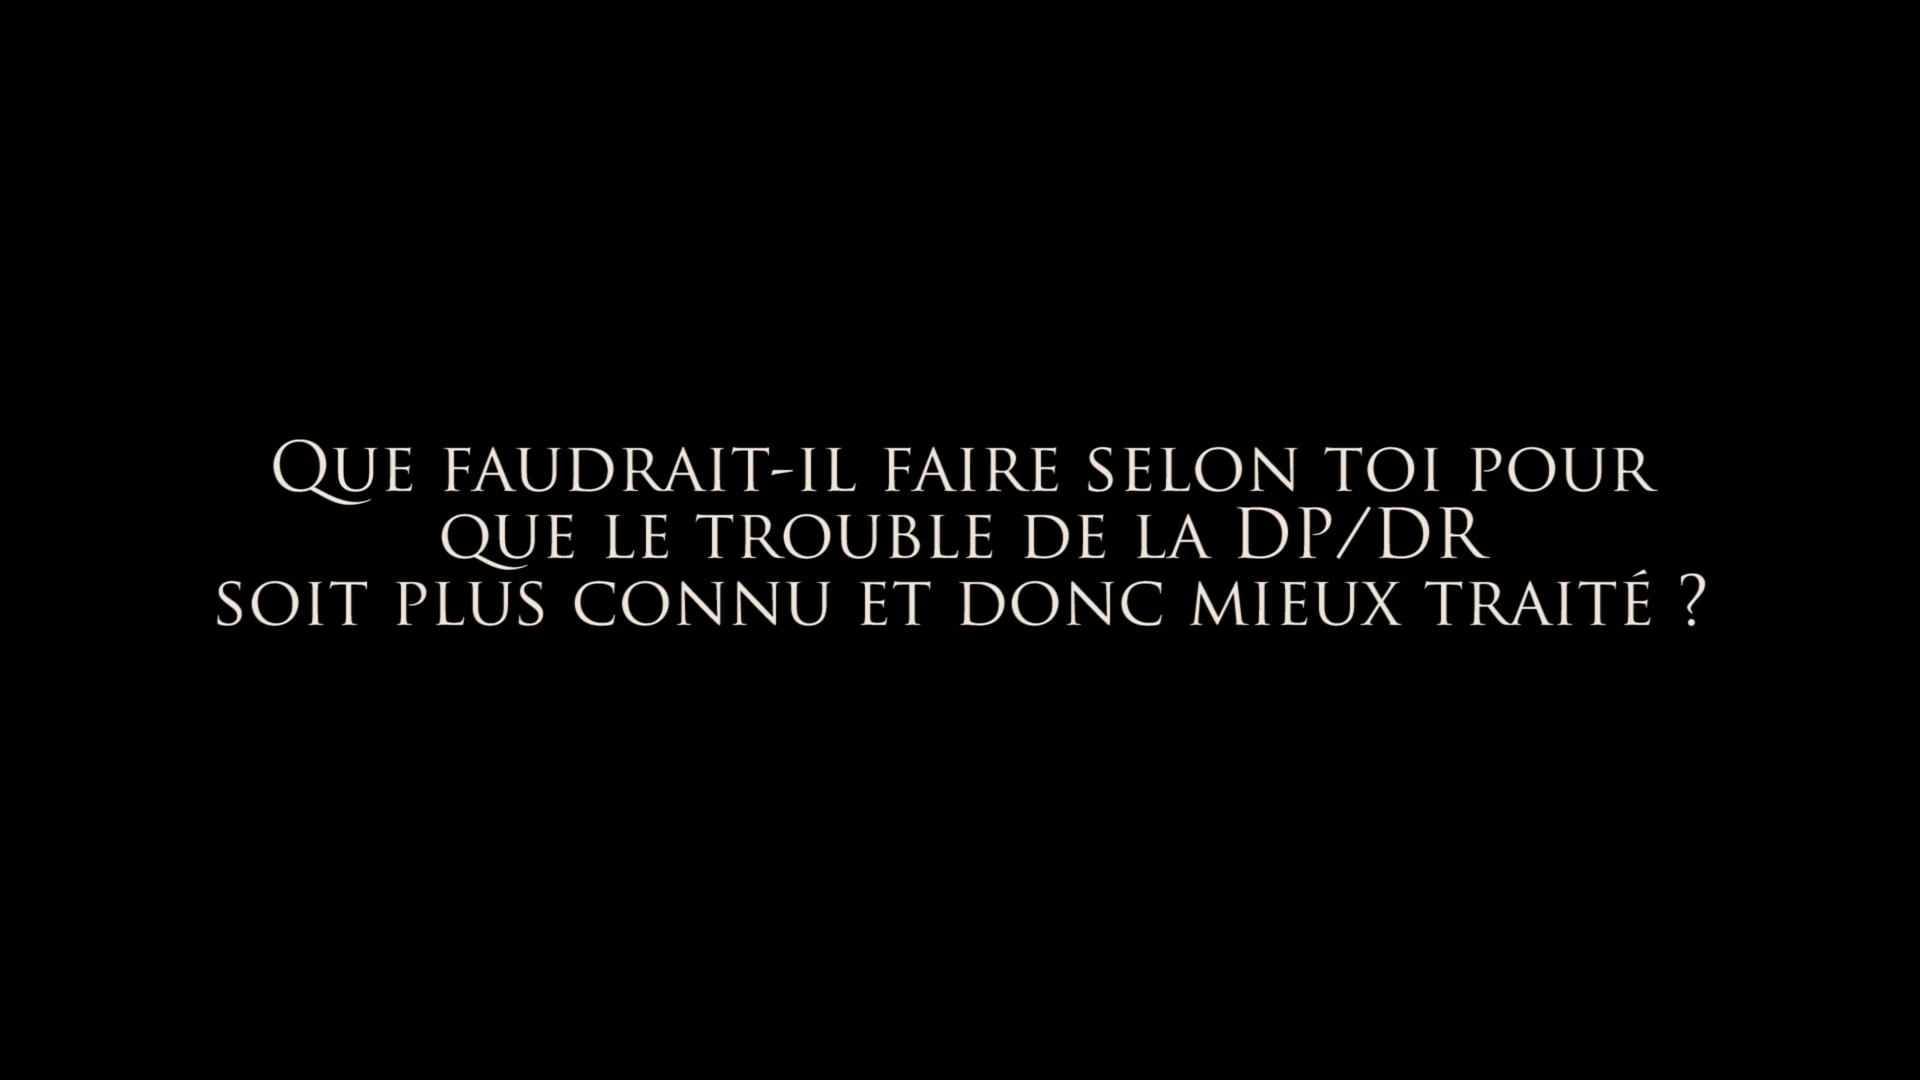 Que faudrait-il faire selon toi pour
que le trouble de la DP/DR
soit plus connu et donc mieux traité ?